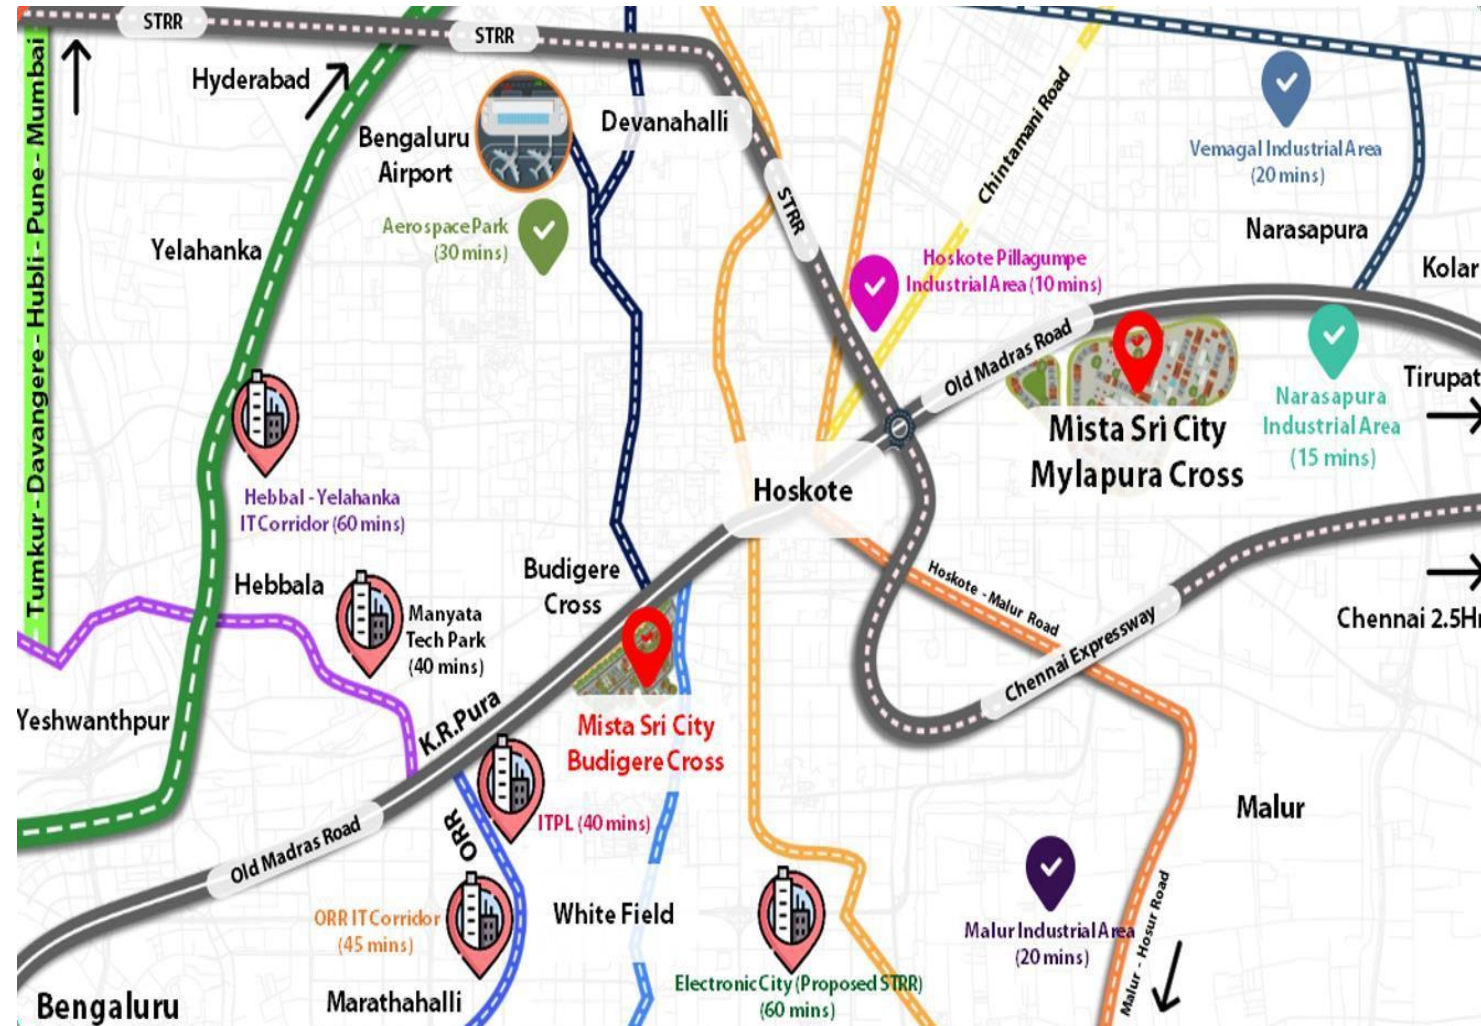 STRR
STRR
Tumkur - Davangere - Hubli - Pune - Mumbai
Hyderabad
Bengaluru
Airport
Devanahalli
Chintamani Road
Vemagal Industrial Area
(20 mins)
Narasapura
Kolar
Yelahanka
Aerospace Park
(30 mins)
STRR
Hoskote Pillagumpe
Industrial Area (10 mins)
Old Madras Road
Tirupat
Narasapura
Industrial Area
(15 mins)
Mista Sri City
Mylapura Cross
Hoskote
Hebbal - Yelahanka
IT Corridor (60 mins)
Hebbala
Manyata
Tech Park
(40 mins)
Budigere
Cross
Hoskote - Malur Road
Chennai Expressway
Chennai 2.5H
Yeshwanthpur
K.R.Pura
Mista Sri City
Budigere Cross
ITPL (40 mins)
ORR
Old Madras Road
Malur
ORR IT Corridor
(45 mins)
White Field
Malur Industrial Area
(20 mins)
Malur - Hosur Road
Electronic City (Proposed STRR)
(60 mins)
Marathahalli
Bengaluru